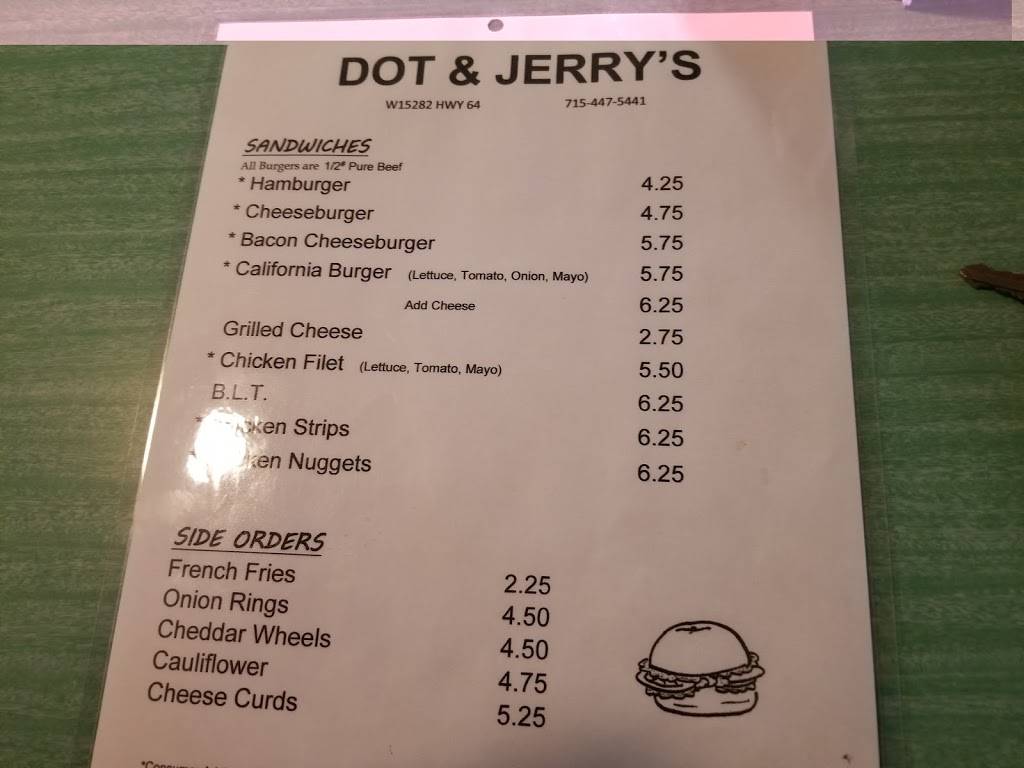 DOT & JERRY'S
W15282 HWY 64 715-447-5441
SANDWICHES
All Burgers are 1/2# Pure Beef
* Hamburger 4.25
* Cheeseburger 4.75
* Bacon Cheeseburger 5.75
* California Burger (Lettuce, Tomato, Onion, Mayo) 5.75
Add Cheese 6.25
Grilled Cheese 2.75
* Chicken Filet (Lettuce, Tomato, Mayo) 5.50
B.L.T. 6.25
* Chicken Strips 6.25
* Chicken Nuggets 6.25
SIDE ORDERS
French Fries 2.25
Onion Rings 4.50
Cheddar Wheels 4.50
Cauliflower 4.75
Cheese Curds 5.25